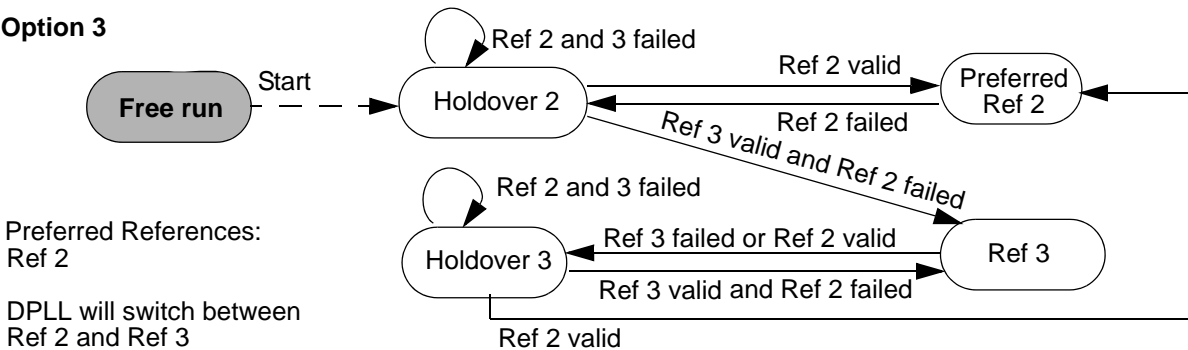 Option 3
Ref 2 and 3 failed
Start
Free run
Holdover 2
Ref 2 valid
Preferred
Ref 2
Ref 2 failed
Ref 3 valid and Ref 2 failed
Ref 2 and 3 failed
Preferred References:
Ref 2
Holdover 3
Ref 3 failed or Ref 2 valid
Ref 3
Ref 3 valid and Ref 2 failed
DPLL will switch between
Ref 2 and Ref 3
Ref 2 valid